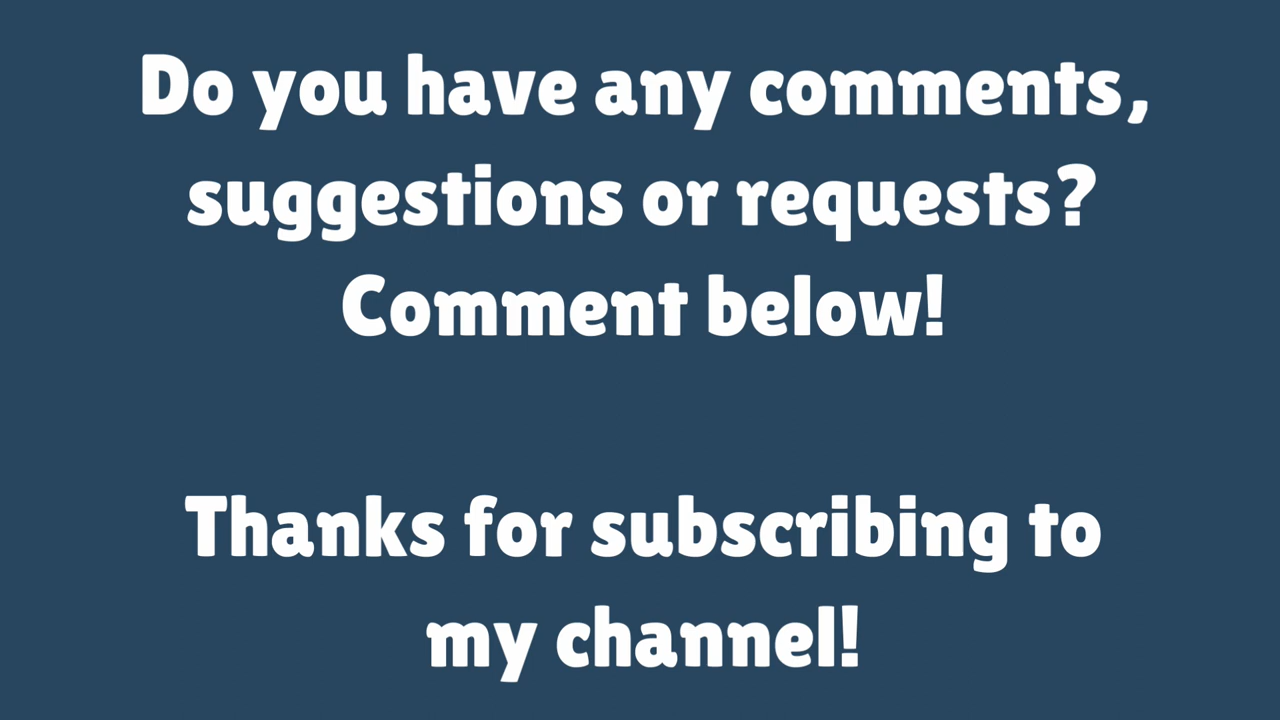 Do you have any comments,
suggestions or requests?
Comment below!
Thanks for subscribing to
my channel!